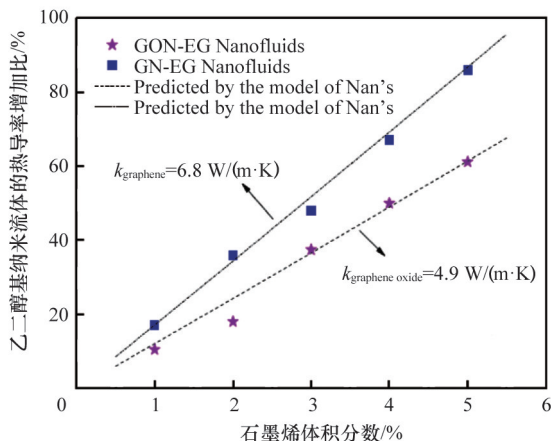 100
80
60
40
20
0
乙二醇基纳米流体的热导率增加比/%
GON-EG Nanofluids
GN-EG Nanofluids
Predicted by the model of Nan's
Predicted by the model of Nan's
kgraphene=6.8 W/(m·K)
kgraphene oxide=4.9 W/(m·K)
1 2 3 4 5 6
石墨烯体积分数/%